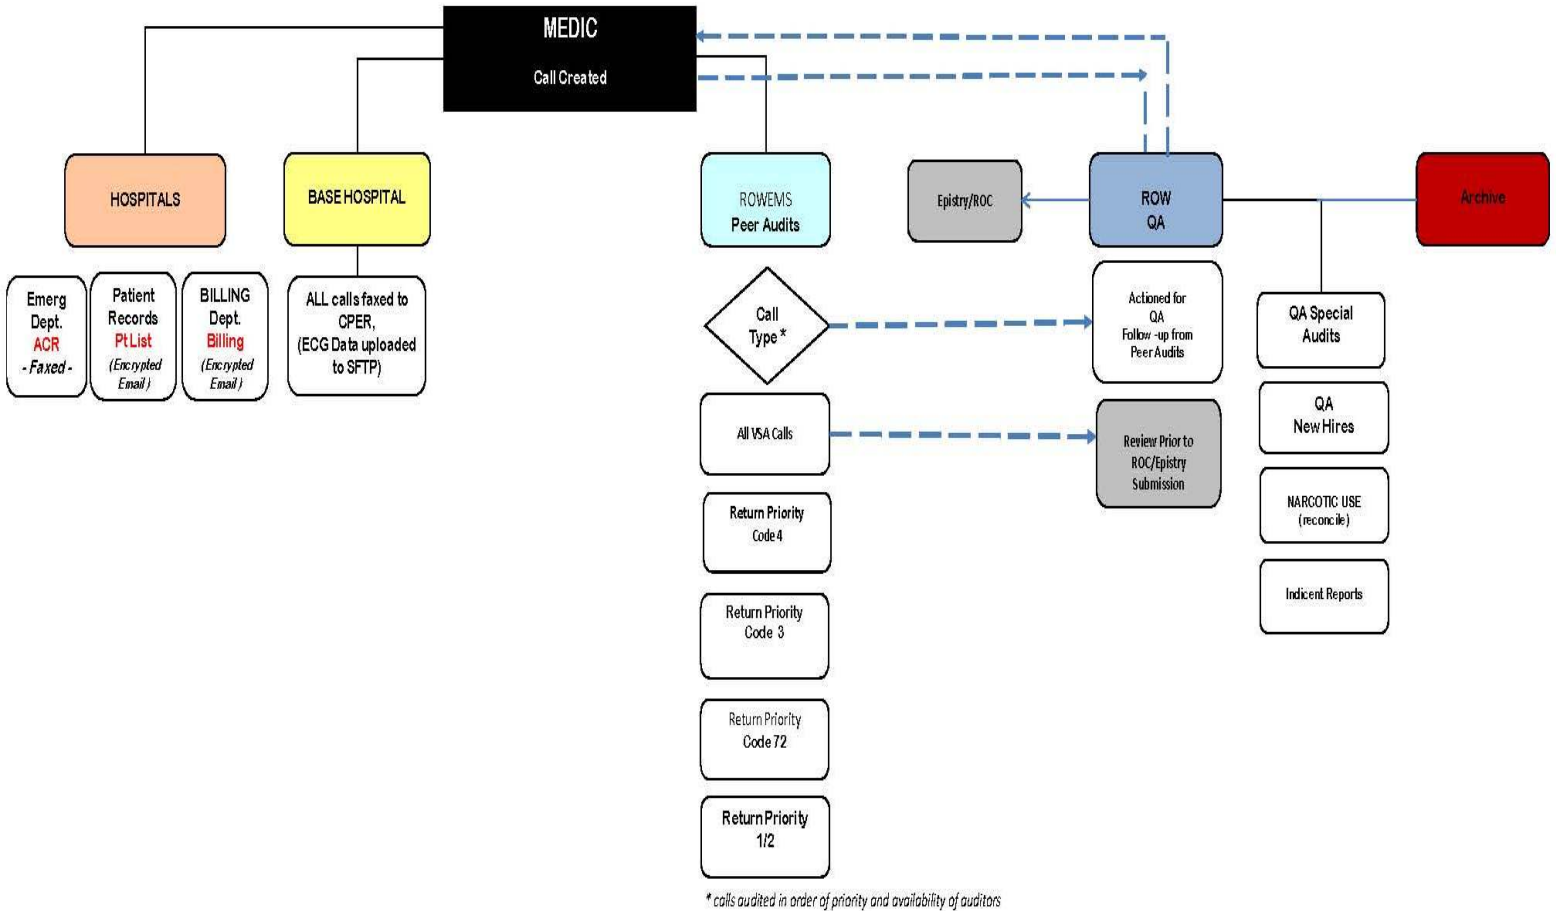 MEDIC
Call Created
HOSPITALS
BASE HOSPITAL
ROWEMS
Peer Audits
Epistry/ROC
ROW
QA
Archive
Emerg
Dept.
ACR
- Faxed -
Patient
Records
Pt List
(Encrypted
Email )
BILLING
Dept.
Billing
(Encrypted
Email )
ALL calls faxed to
CPER,
(ECG Data uploaded
to SFTP)
Call
Type *
Actioned for
QA
Follow -up from
Peer Audits
QA Special
Audits
All VSA Calls
Review Prior to
ROC/Epistry
Submission
QA
New Hires
Return Priority
Code 4
NARCOTIC USE
(reconcile)
Return Priority
Code 3
Indicent Reports
Return Priority
Code 72
Return Priority
1/2
* calls audited in order of priority and availability of auditors